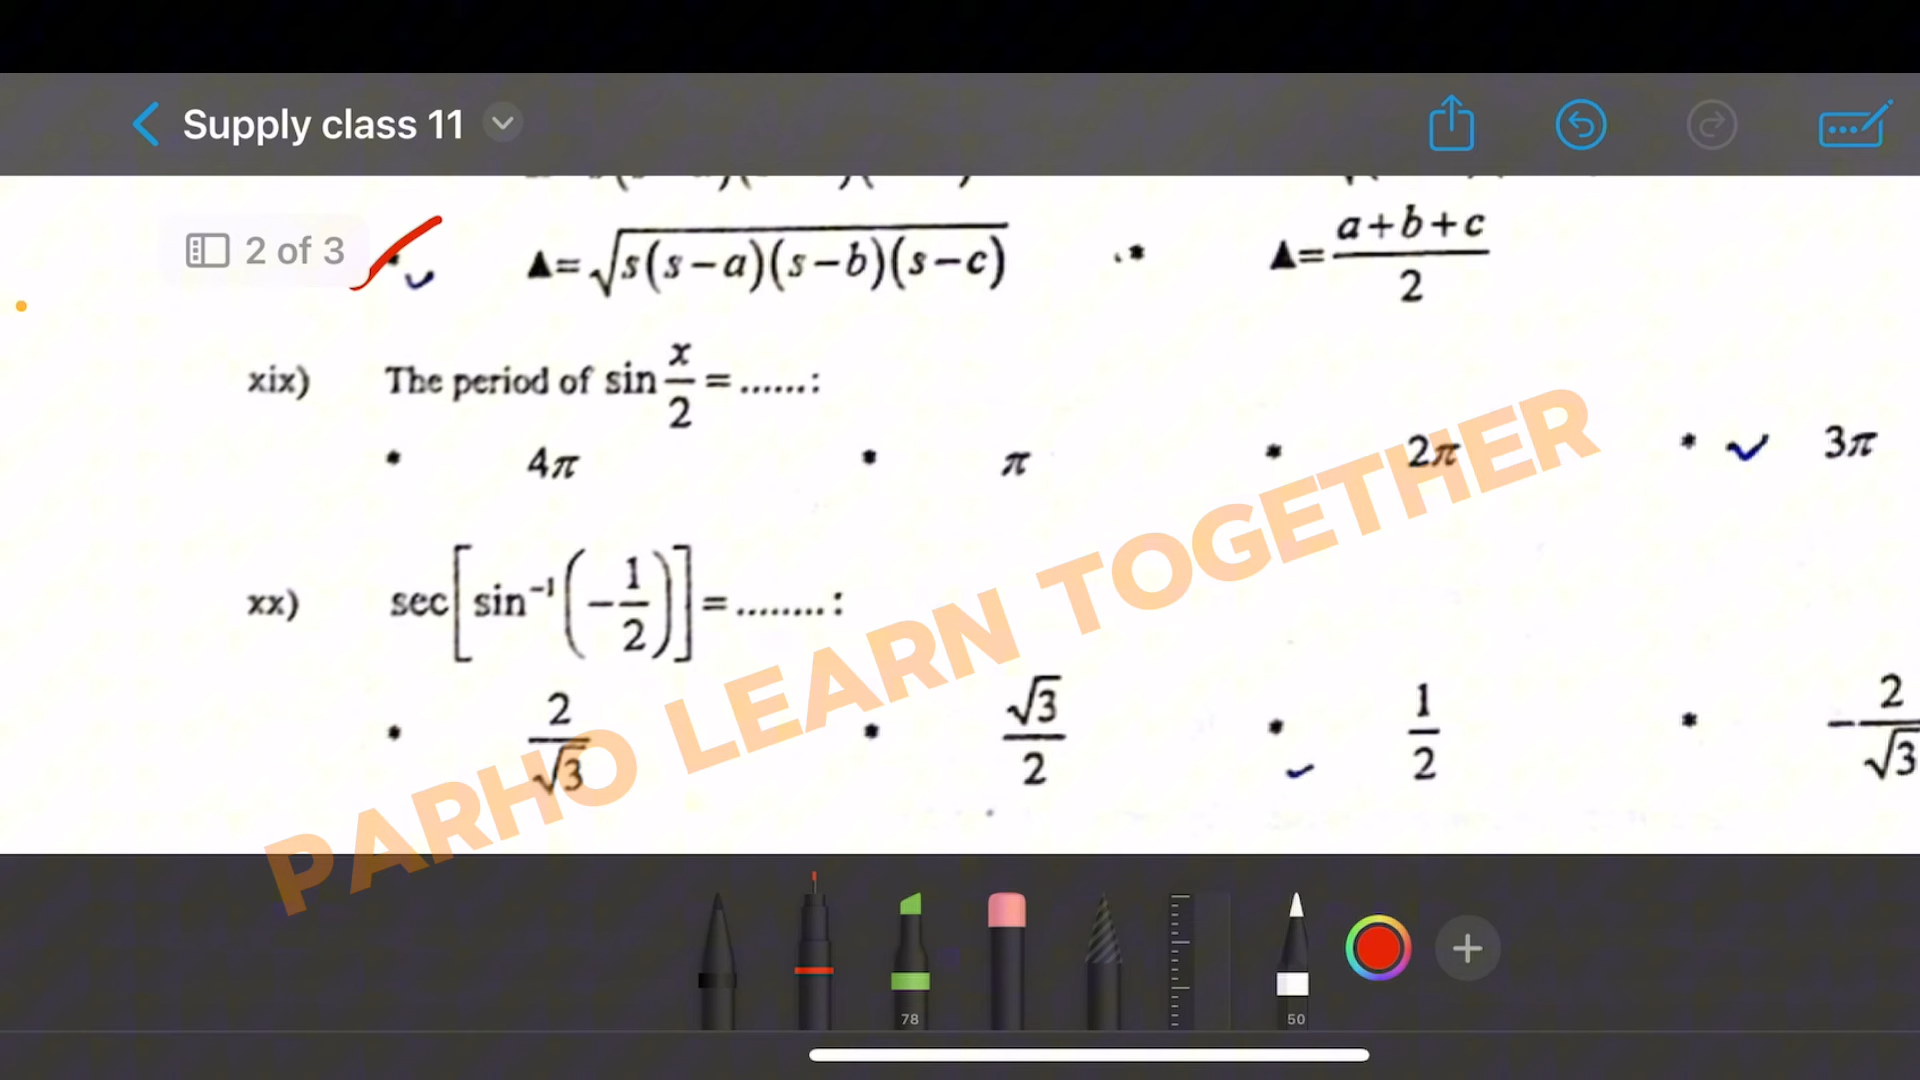 Supply class 11
2 of 3
▲=√s(s−a)(s−b)(s−c)
▲= a+b+c / 2
xix) The period of sin x/2 = ......:
* 4π * π * 2π * ✓ 3π
xx) sec[sin⁻¹(−1/2)] = ........:
* 2/√3 * √3/2 * 1/2 * −2/√3
PARHO LEARN TOGETHER
78
50